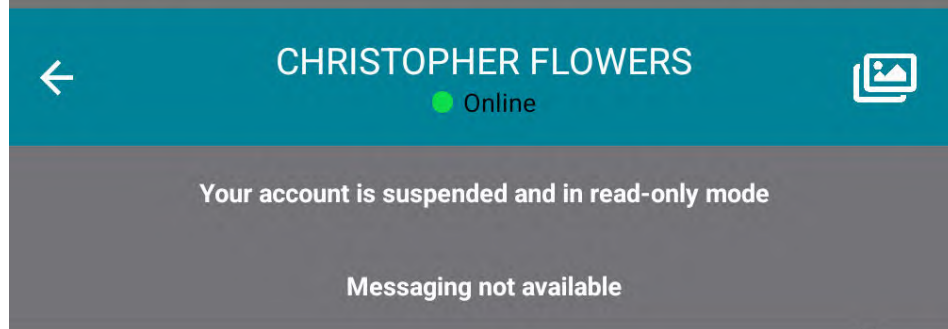 CHRISTOPHER FLOWERS
Online
Your account is suspended and in read-only mode
Messaging not available